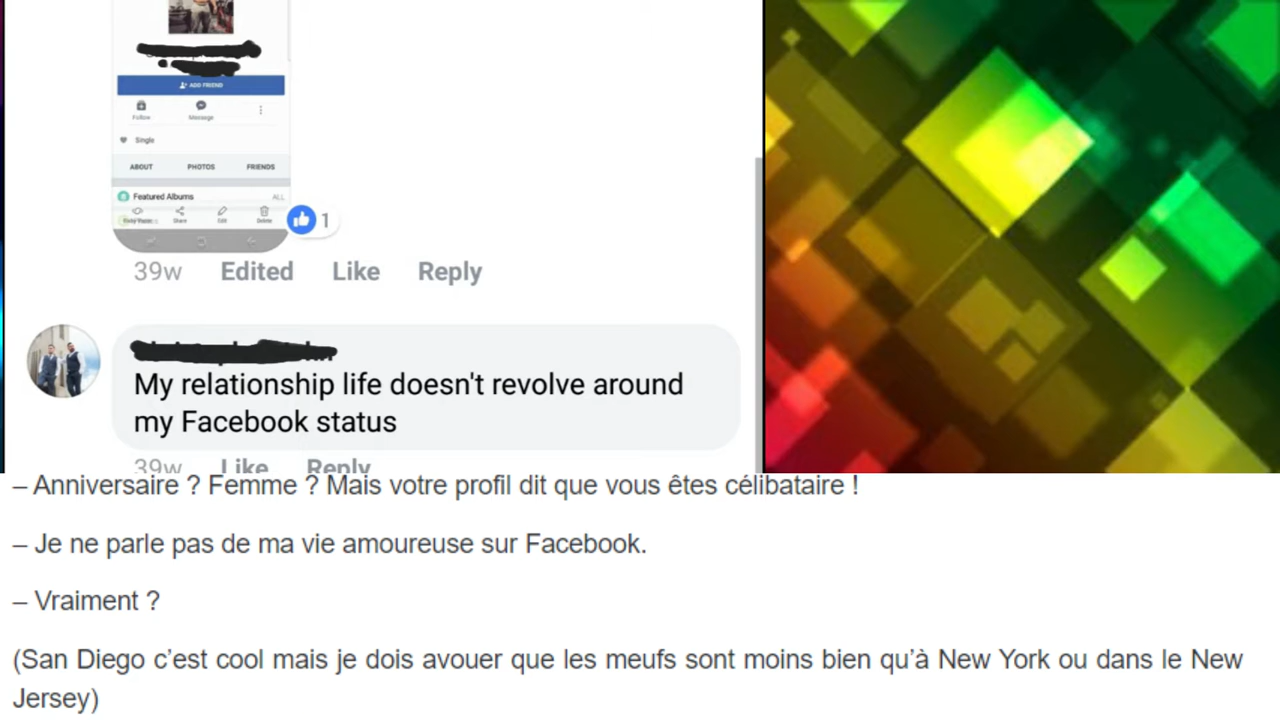 ADD FRIEND
Follow
Message
Single
ABOUT
PHOTOS
FRIENDS
Featured Albums
ALL
Share
Edit
Delete
1
39w
Edited
Like
Reply
My relationship life doesn't revolve around
my Facebook status
39w
Like
Reply
– Anniversaire ? Femme ? Mais votre profil dit que vous êtes célibataire !
– Je ne parle pas de ma vie amoureuse sur Facebook.
– Vraiment ?
(San Diego c’est cool mais je dois avouer que les meufs sont moins bien qu’à New York ou dans le New
Jersey)